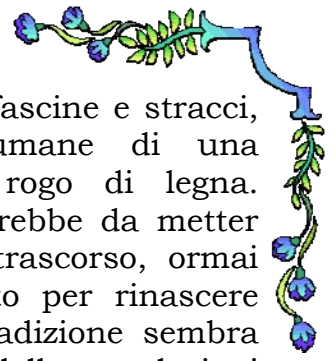 fascine e stracci,
umane di una
rogo di legna.
rebbe da metter
trascorso, ormai
to per rinascere
adizione sembra